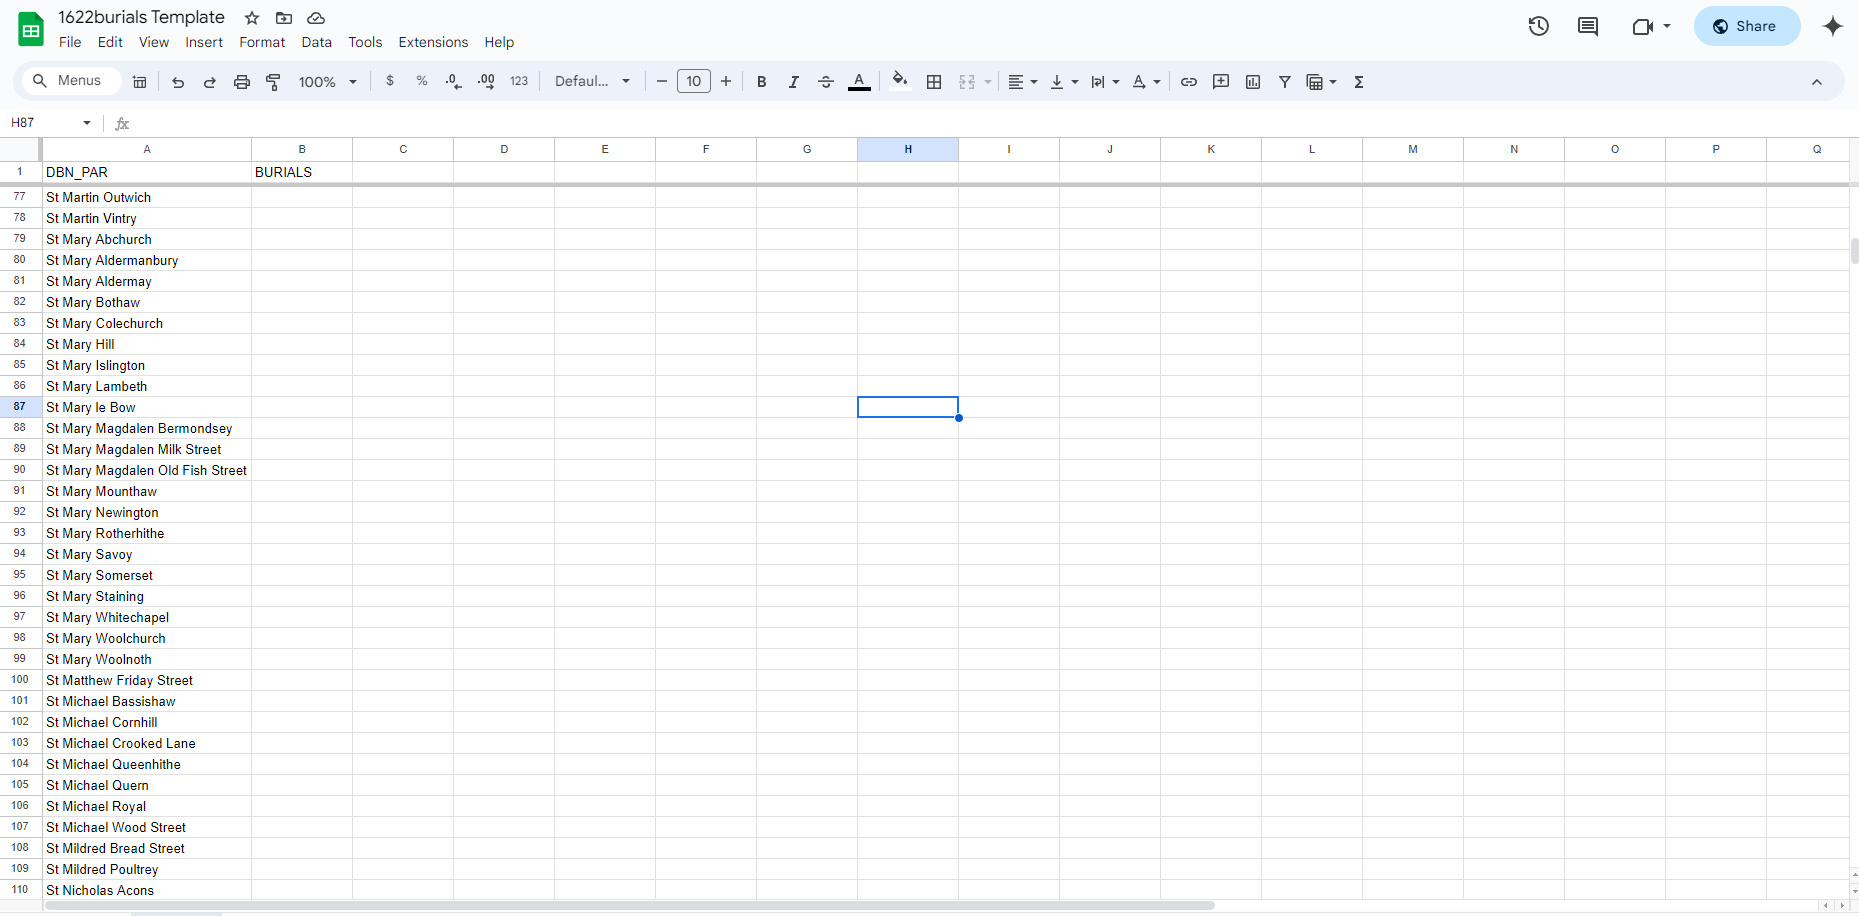 1622burials Template
File Edit View Insert Format Data Tools Extensions Help
Share
Menus 100% $ % .0 .00 123 Defaul... 10 B I A
H87
A B C D E F G H I J K L M N O P Q
1 DBN_PAR BURIALS
77 St Martin Outwich
78 St Martin Vintry
79 St Mary Abchurch
80 St Mary Aldermanbury
81 St Mary Aldermay
82 St Mary Bothaw
83 St Mary Colechurch
84 St Mary Hill
85 St Mary Islington
86 St Mary Lambeth
87 St Mary le Bow
88 St Mary Magdalen Bermondsey
89 St Mary Magdalen Milk Street
90 St Mary Magdalen Old Fish Street
91 St Mary Mounthaw
92 St Mary Newington
93 St Mary Rotherhithe
94 St Mary Savoy
95 St Mary Somerset
96 St Mary Staining
97 St Mary Whitechapel
98 St Mary Woolchurch
99 St Mary Woolnoth
100 St Matthew Friday Street
101 St Michael Bassishaw
102 St Michael Cornhill
103 St Michael Crooked Lane
104 St Michael Queenhithe
105 St Michael Quern
106 St Michael Royal
107 St Michael Wood Street
108 St Mildred Bread Street
109 St Mildred Poultrey
110 St Nicholas Acons